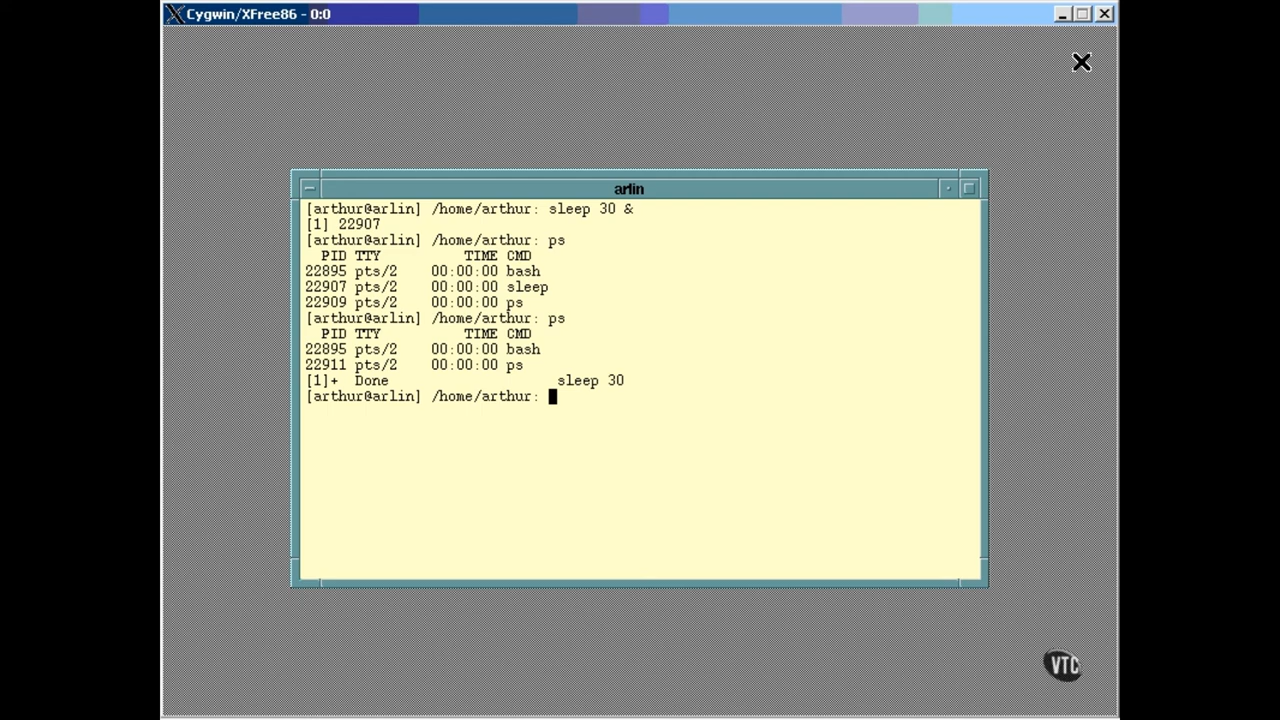 Cygwin/XFree86 - 0:0
arlin
[arthur@arlin] /home/arthur: sleep 30 &
[1] 22907
[arthur@arlin] /home/arthur: ps
  PID TTY          TIME CMD
22895 pts/2    00:00:00 bash
22907 pts/2    00:00:00 sleep
22909 pts/2    00:00:00 ps
[arthur@arlin] /home/arthur: ps
  PID TTY          TIME CMD
22895 pts/2    00:00:00 bash
22911 pts/2    00:00:00 ps
[1]+  Done                    sleep 30
[arthur@arlin] /home/arthur:
VTC